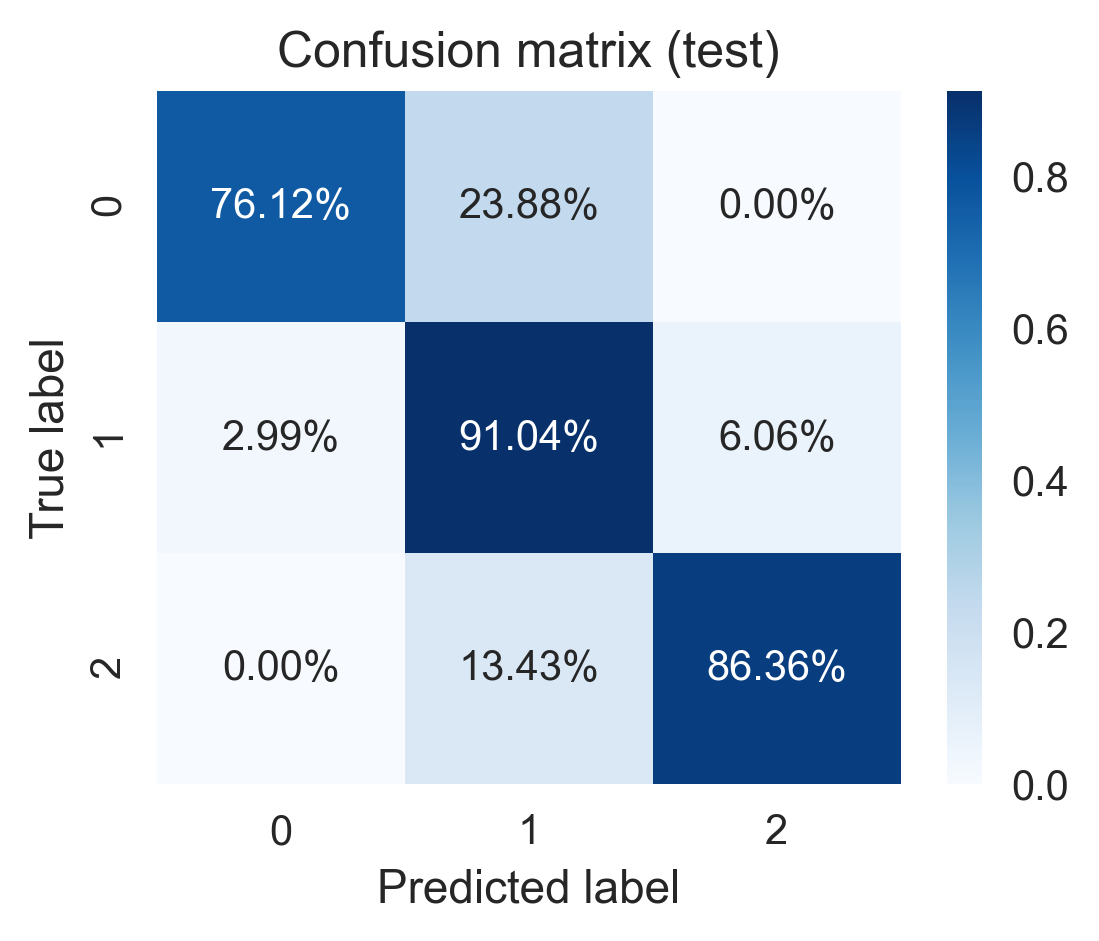 Confusion matrix (test)
True label
0
76.12% 23.88% 0.00%
1
2.99% 91.04% 6.06%
2
0.00% 13.43% 86.36%
0 1 2
Predicted label
0.8
0.6
0.4
0.2
0.0